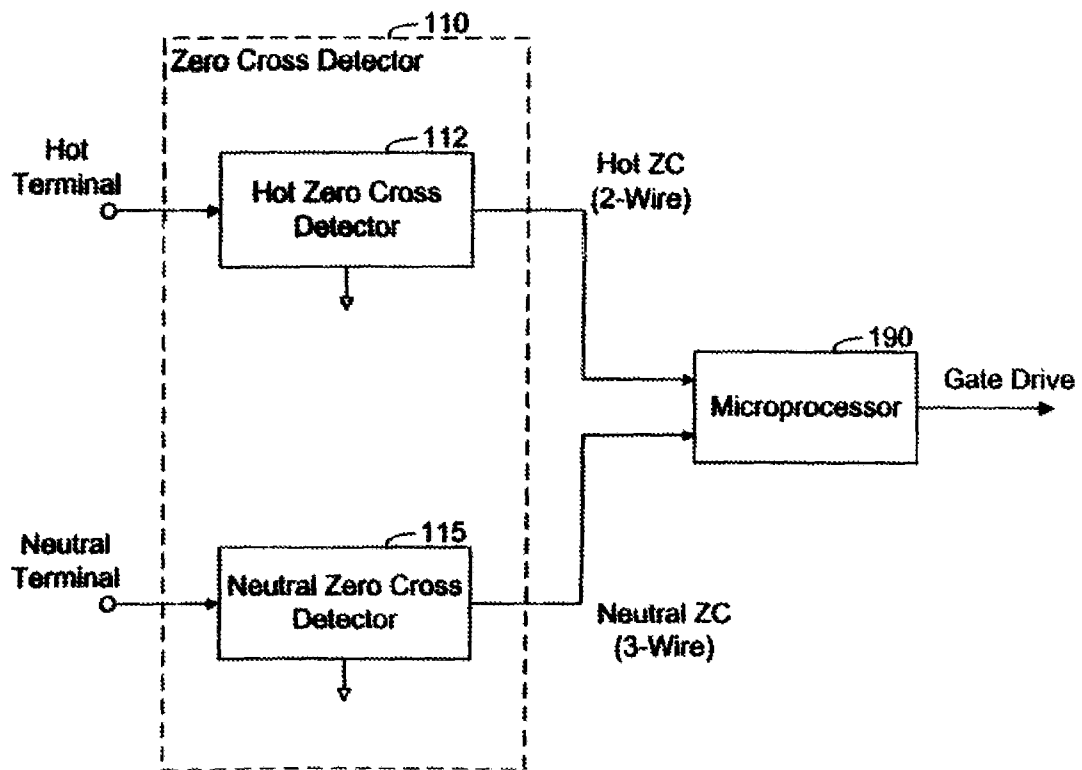 110
Zero Cross Detector
112
Hot
Terminal
Hot Zero Cross
Detector
Hot ZC
(2-Wire)
190
Microprocessor
Gate Drive
115
Neutral
Terminal
Neutral Zero Cross
Detector
Neutral ZC
(3-Wire)